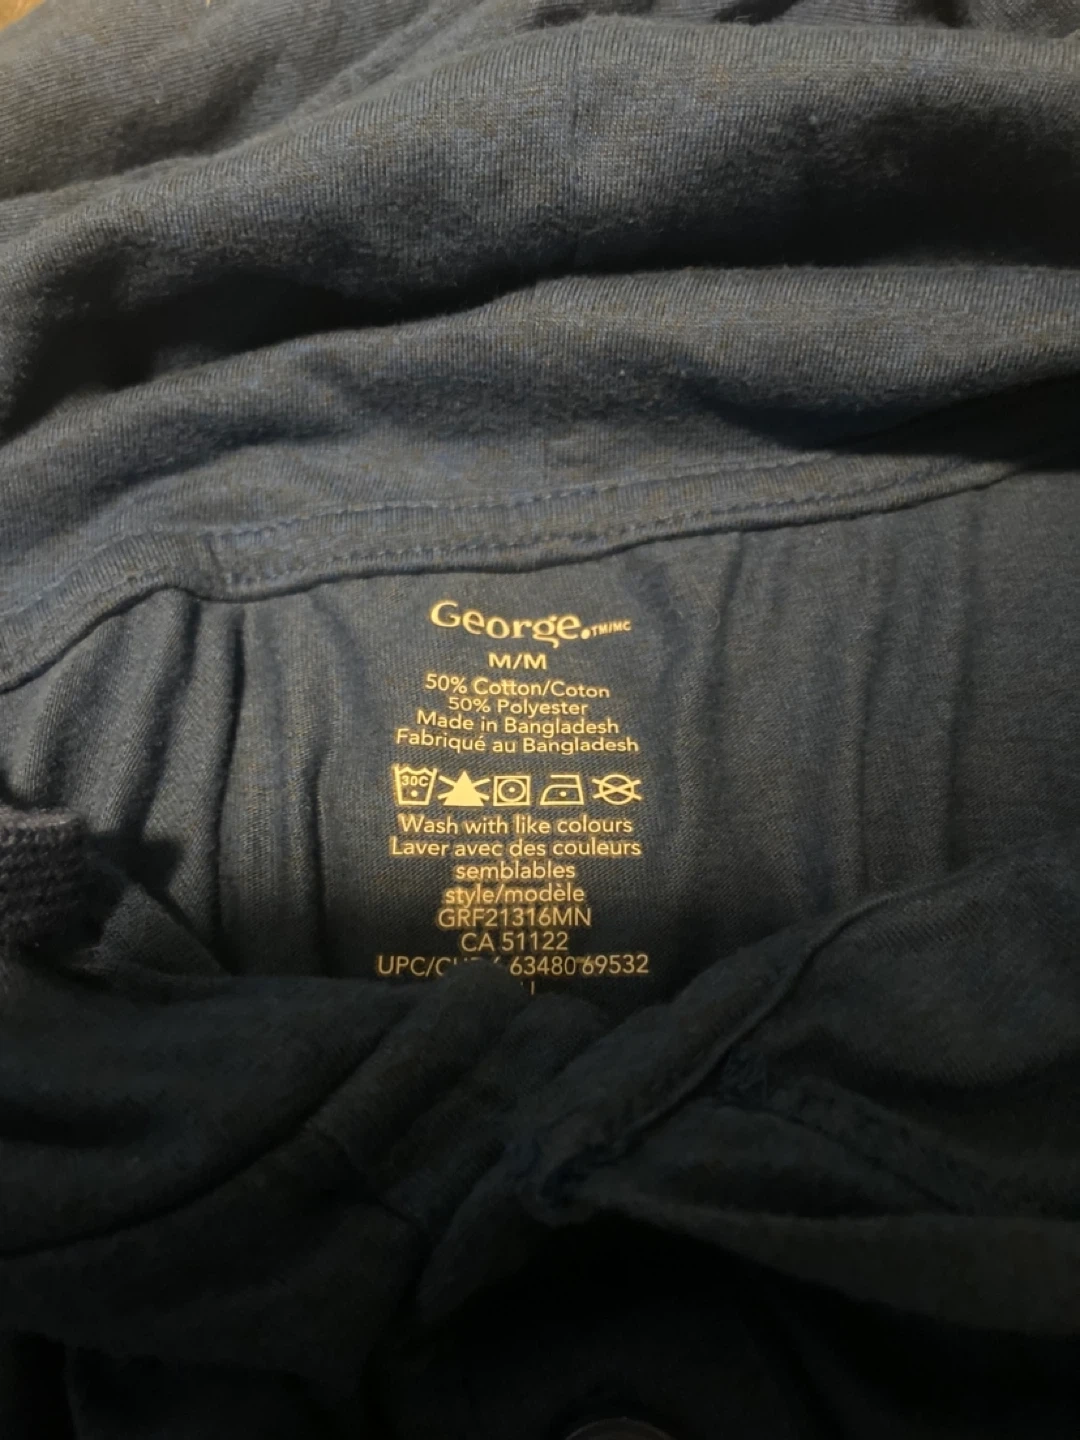 George.TM/MC
M/M
50% Cotton/Coton
50% Polyester
Made in Bangladesh
Fabriqué au Bangladesh
30C
Wash with like colours
Laver avec des couleurs
semblables
style/modèle
GRF21316MN
CA 51122
63480 69532